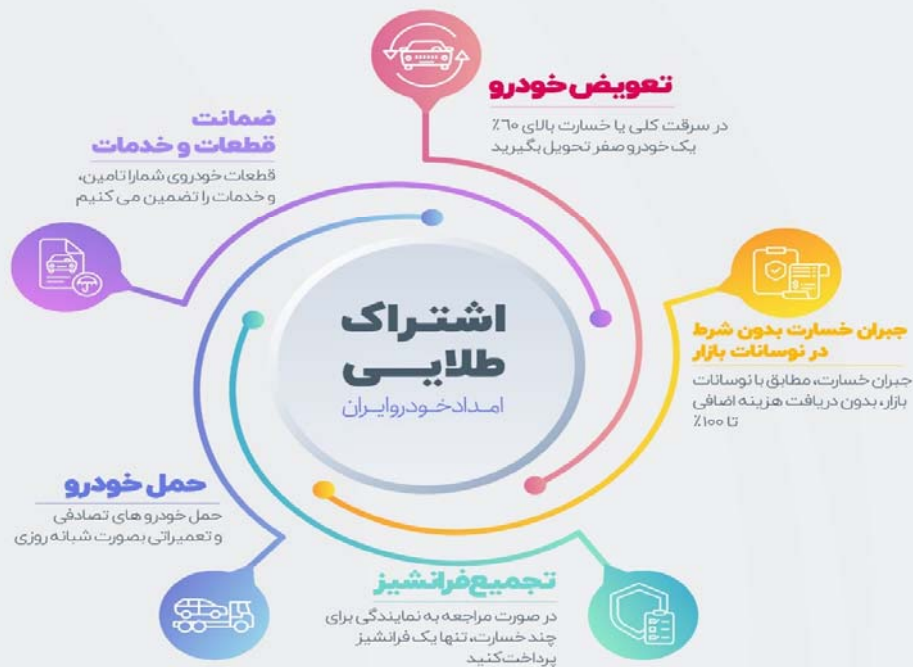 تعویض خودرو
در سرقت کلی یا خسارت بالای ۶۰٪
یک خودرو صفر تحویل بگیرید
ضمانت
قطعات و خدمات
قطعات خودروی شما را تامین،
و خدمات را تضمین می کنیم
جبران خسارت بدون شرط
در نوسانات بازار
جبران خسارت، مطابق با نوسانات
بازار، بدون دریافت هزینه اضافی
تا ۱۰۰٪
اشتراک
طلایی
امداد خودرو ایران
حمل خودرو
حمل خودرو های تصادفی
و تعمیراتی بصورت شبانه روزی
تجمیع فرانشیز
در صورت مراجعه به نمایندگی برای
چند خسارت، تنها یک فرانشیز
پرداخت کنید